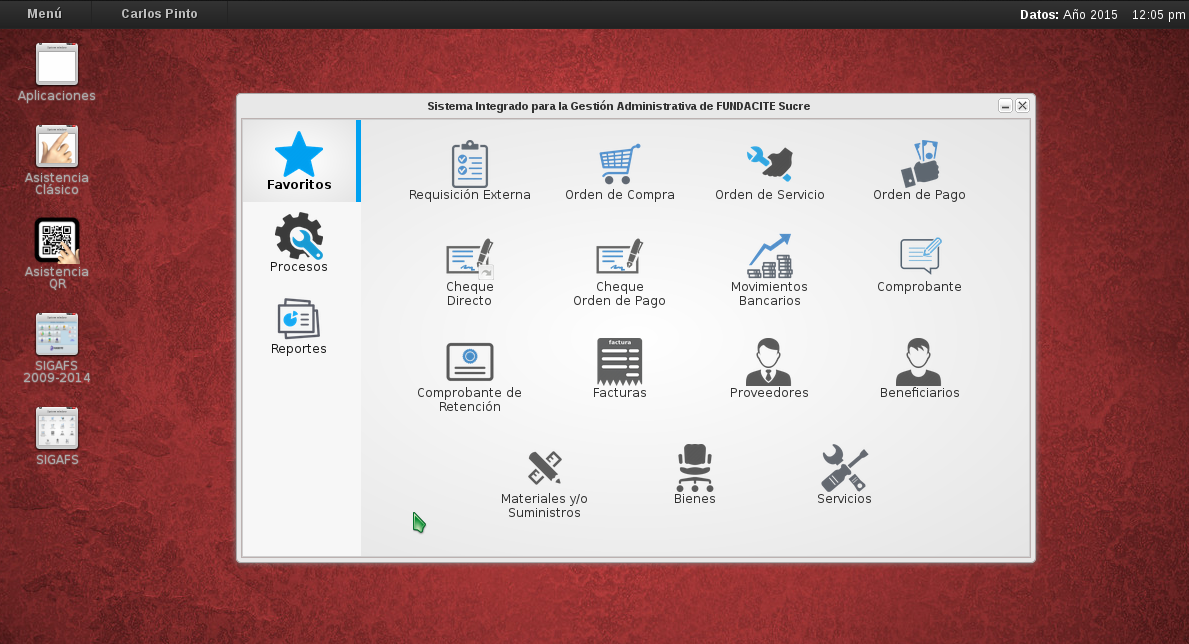 Menú
Carlos Pinto
Datos: Año 2015
12:05 pm
Aplicaciones
Asistencia
Clásico
Asistencia
QR
SIGAFS
2009-2014
SIGAFS
Sistema Integrado para la Gestión Administrativa de FUNDACITE Sucre
Favoritos
Procesos
Reportes
Requisición Externa
Orden de Compra
Orden de Servicio
Orden de Pago
Cheque
Directo
Cheque
Orden de Pago
Movimientos
Bancarios
Comprobante
Comprobante de
Retención
factura
Facturas
Proveedores
Beneficiarios
Materiales y/o
Suministros
Bienes
Servicios